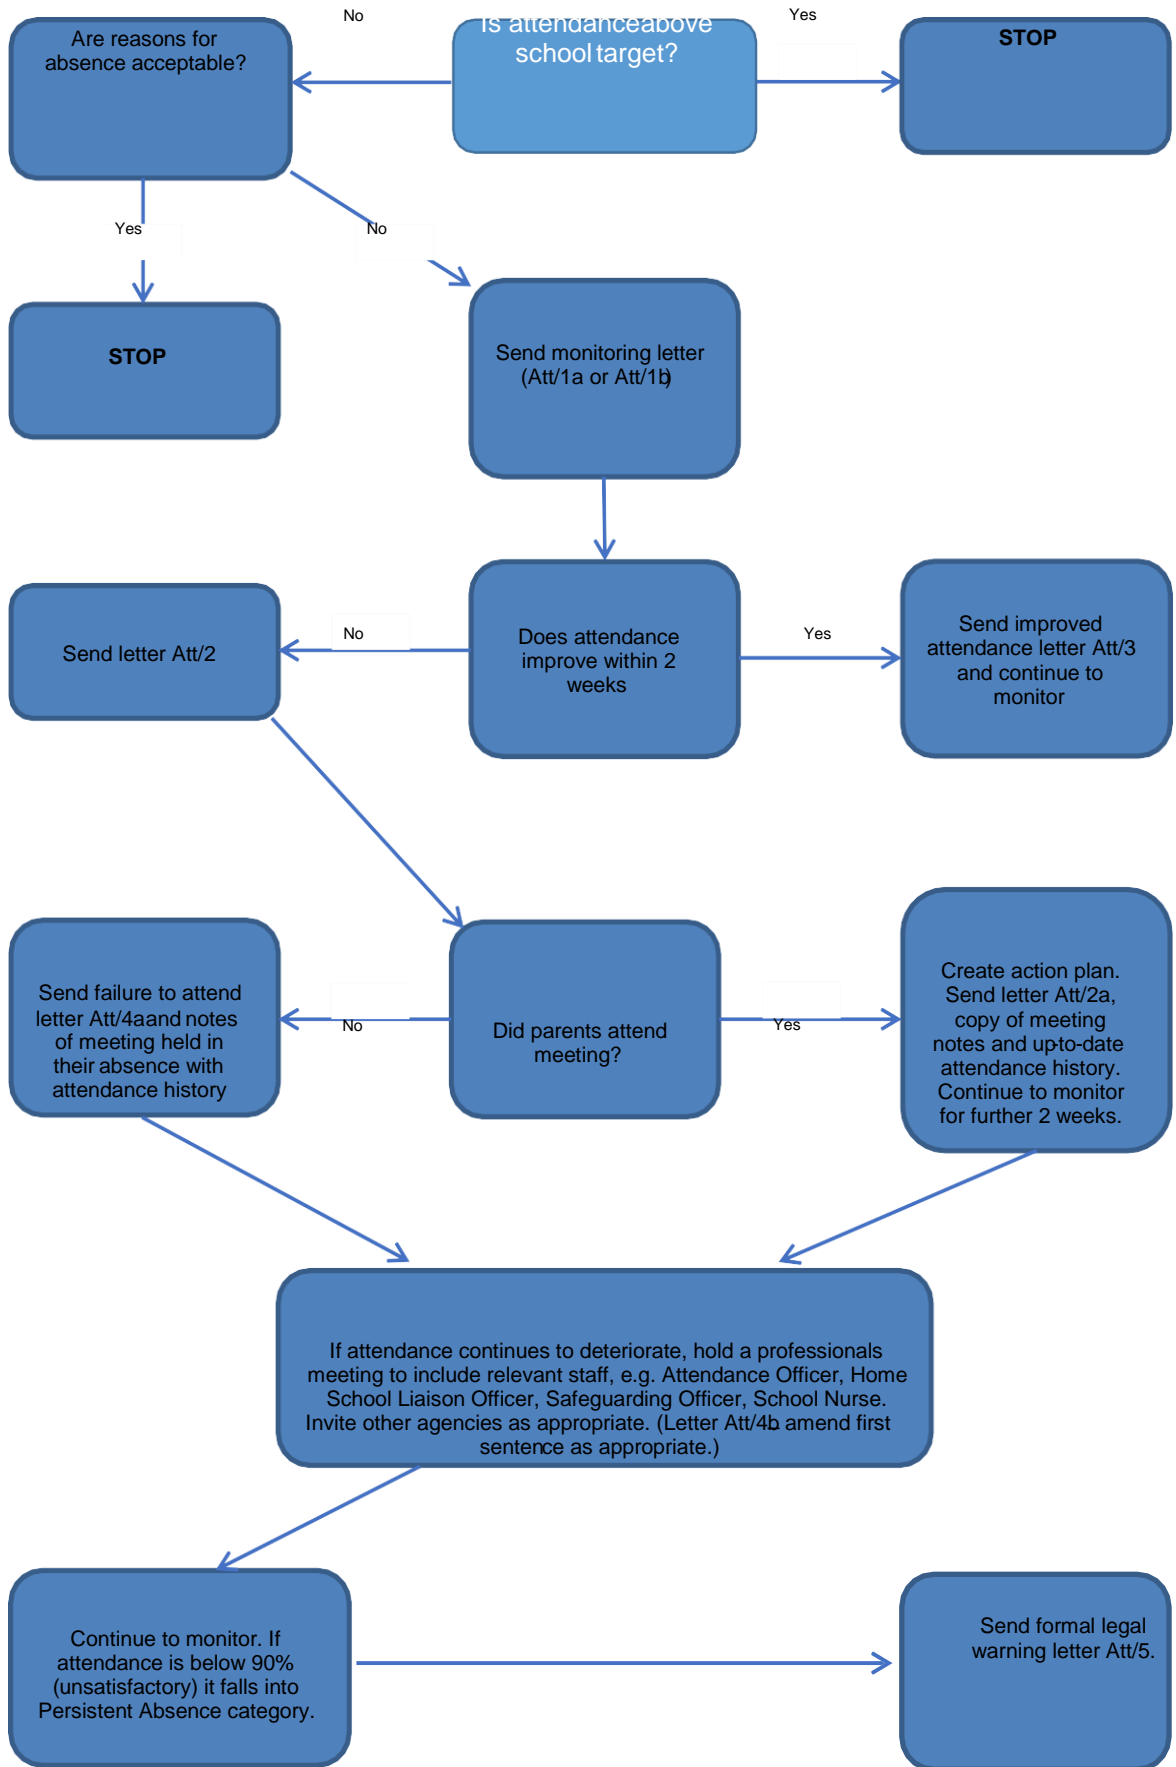 No
Is attendance above
school target?
Yes
Are reasons for
absence acceptable?
STOP
Yes
No
STOP
Send monitoring letter
(Att/1a or Att/1b)
Send letter Att/2
No
Does attendance
improve within 2
weeks
Yes
Send improved
attendance letter Att/3
and continue to
monitor
Send failure to attend
letter Att/4a and notes
of meeting held in
their absence with
attendance history
No
Did parents attend
meeting?
Yes
Create action plan.
Send letter Att/2a,
copy of meeting
notes and up-to-date
attendance history.
Continue to monitor
for further 2 weeks.
If attendance continues to deteriorate, hold a professionals
meeting to include relevant staff, e.g. Attendance Officer, Home
School Liaison Officer, Safeguarding Officer, School Nurse.
Invite other agencies as appropriate. (Letter Att/4b amend first
sentence as appropriate.)
Continue to monitor. If
attendance is below 90%
(unsatisfactory) it falls into
Persistent Absence category.
Send formal legal
warning letter Att/5.